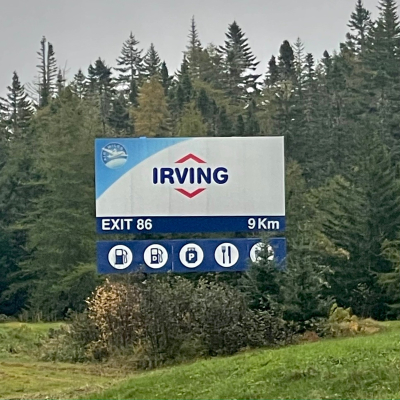 IRVING
EXIT 86 9 Km
D
P